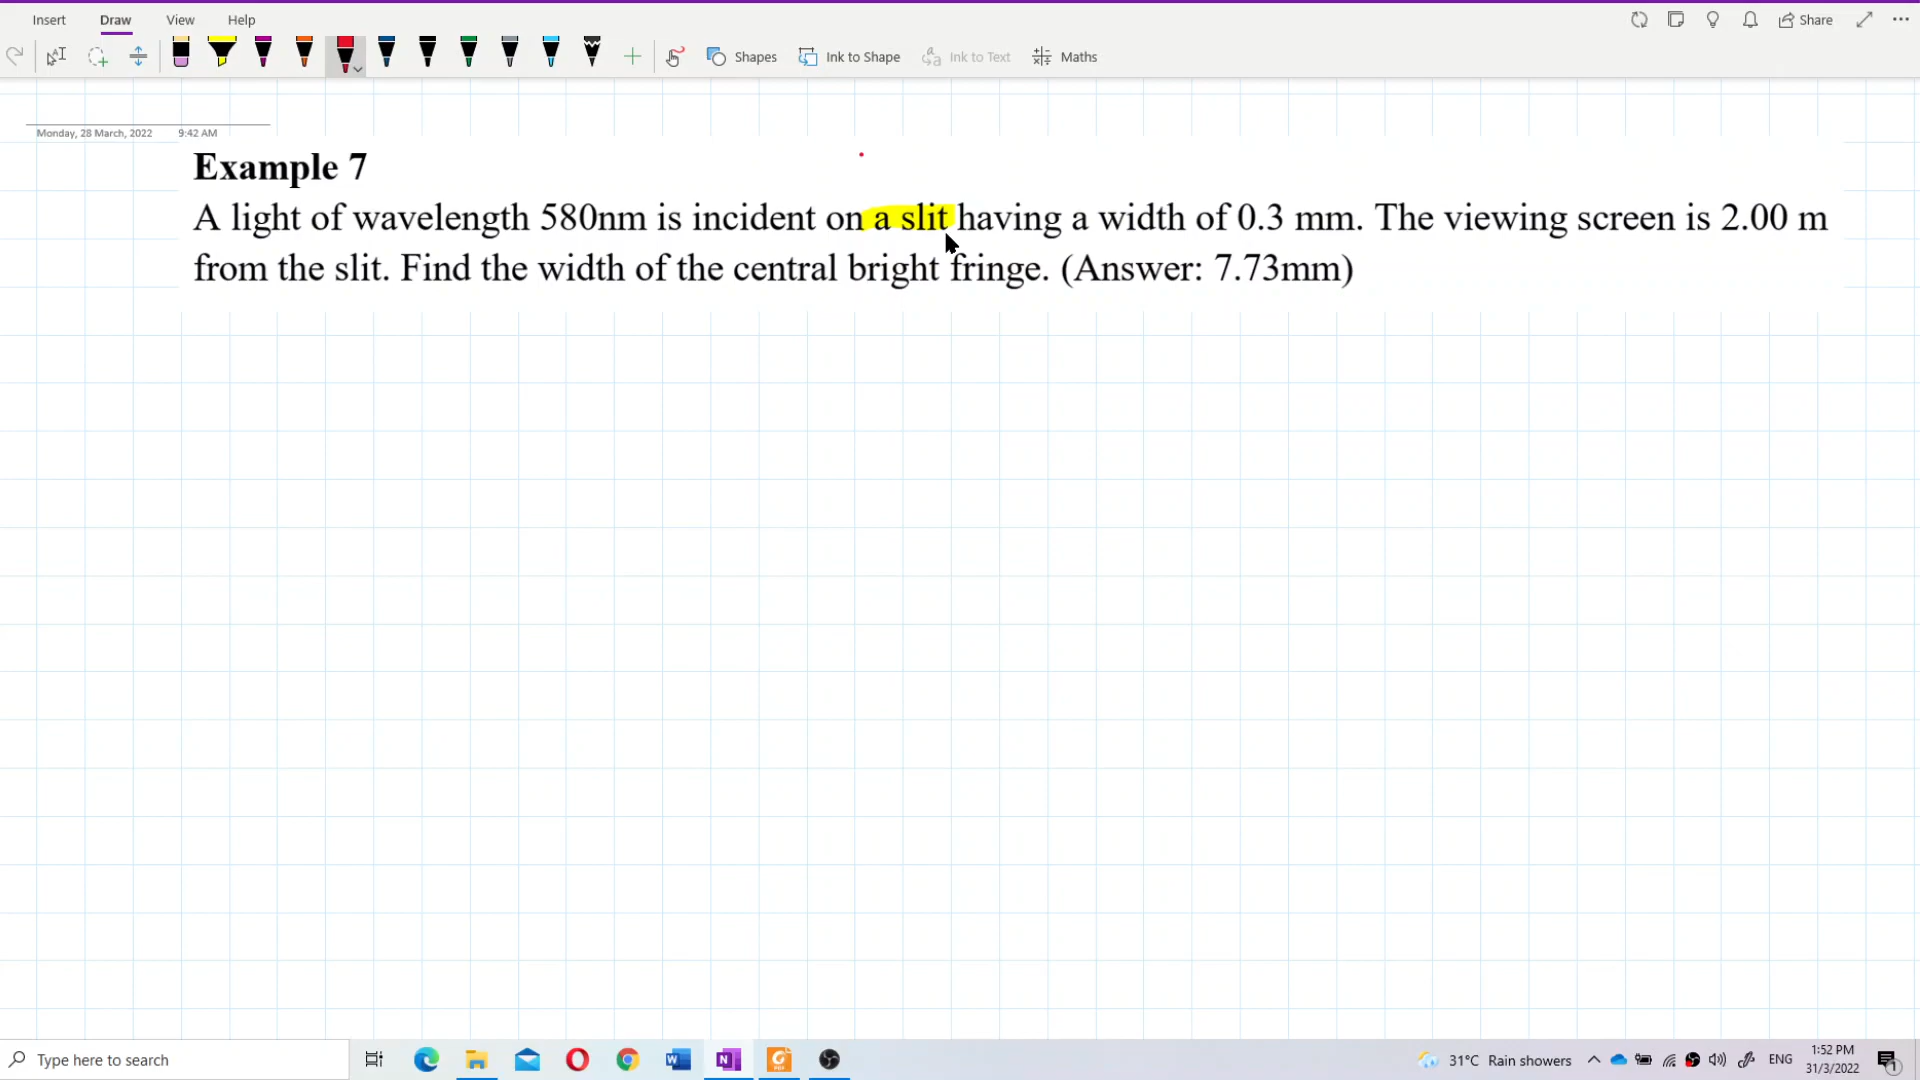 Insert Draw View Help Share
Shapes Ink to Shape Ink to Text Maths
Monday, 28 March, 2022 9:42 AM
Example 7
A light of wavelength 580nm is incident on a slit having a width of 0.3 mm. The viewing screen is 2.00 m
from the slit. Find the width of the central bright fringe. (Answer: 7.73mm)
Type here to search 31°C Rain showers ENG 1:52 PM
31/3/2022